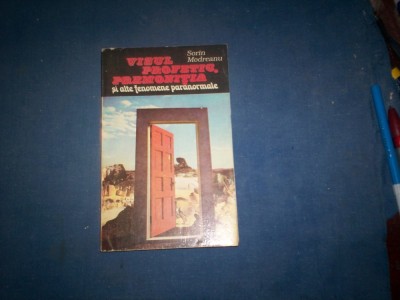 Sorin
Modreanu
VISUL
PROFETIC,
PREMONIȚIA
și alte fenomene paranormale